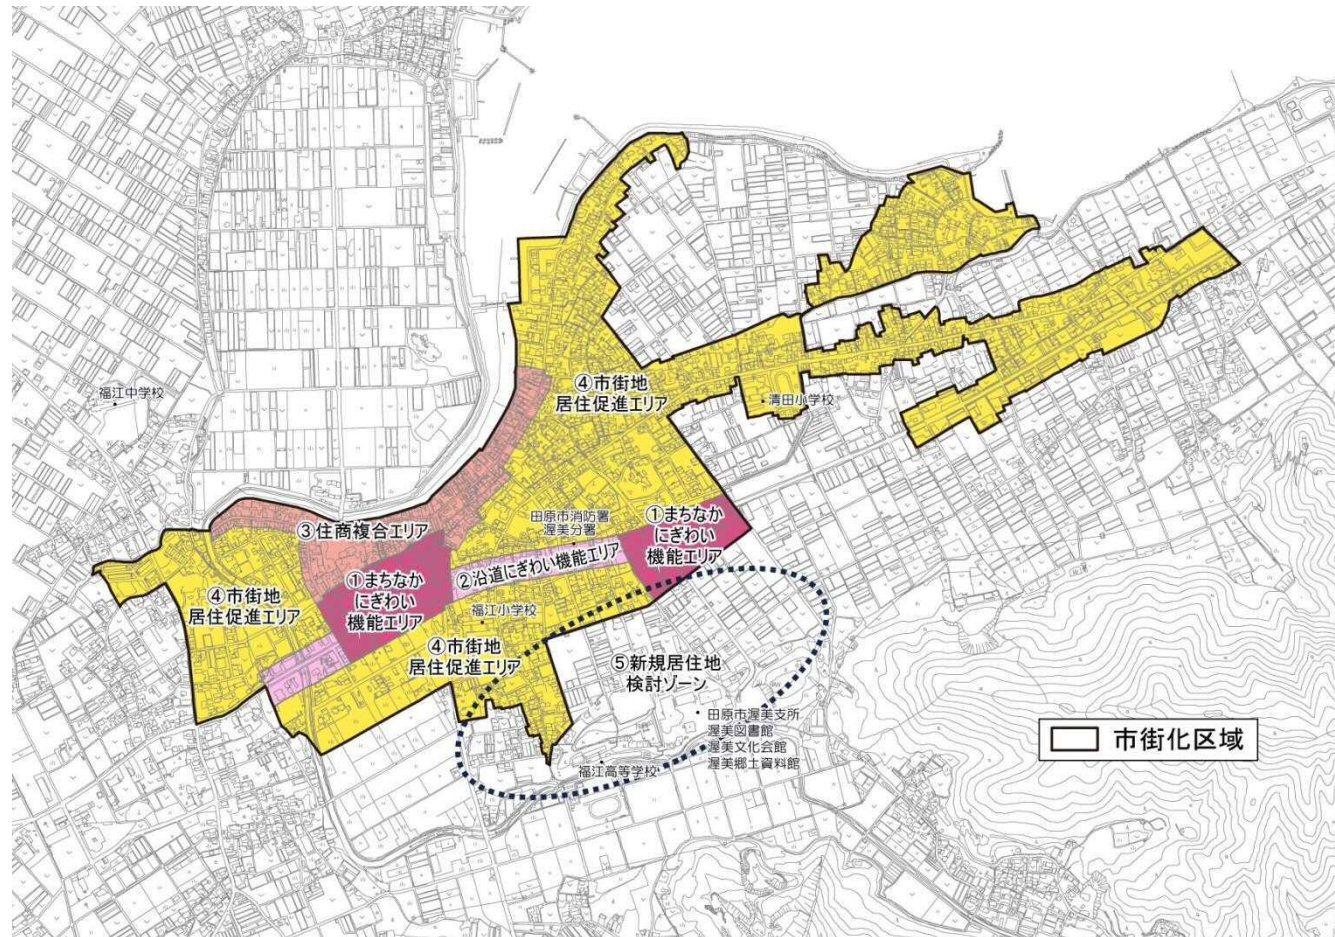 福江中学校
④市街地
居住促進エリア
清田小学校
③住商複合エリア
田原市消防署
渥美分署
①まちなか
にぎわい
機能エリア
②沿道にぎわい機能エリア
①まちなか
にぎわい
機能エリア
④市街地
居住促進エリア
福江小学校
④市街地
居住促進エリア
⑤新規居住地
検討ゾーン
田原市渥美支所
渥美図書館
渥美文化会館
渥美郷土資料館
福江高等学校
市街化区域